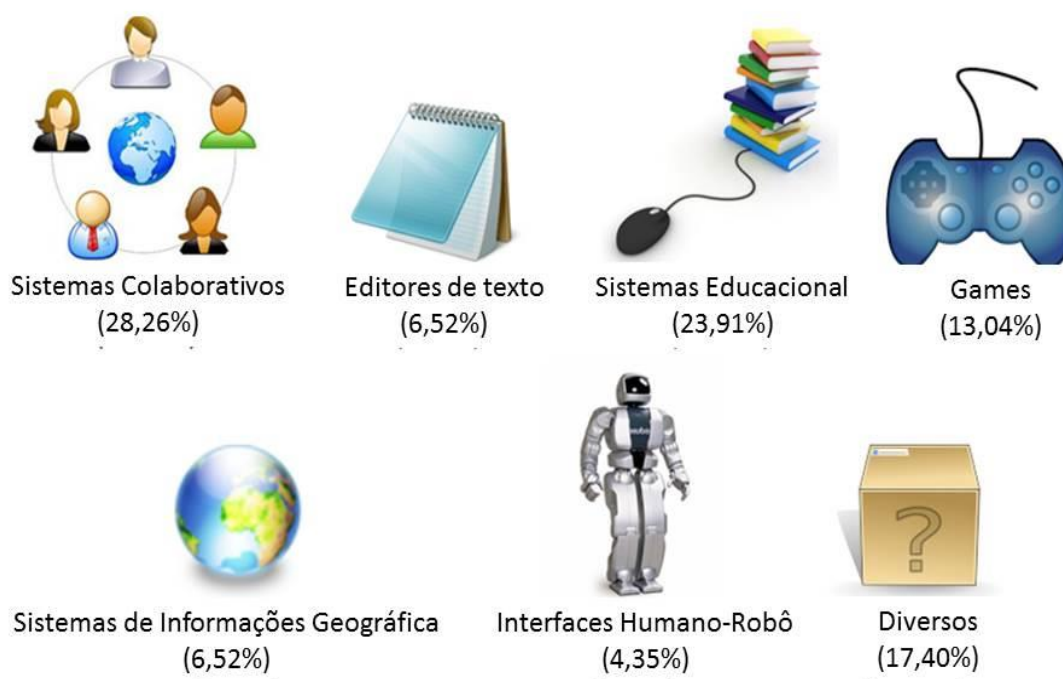 Sistemas Colaborativos
(28,26%)
Editores de texto
(6,52%)
Sistemas Educacional
(23,91%)
Games
(13,04%)
Sistemas de Informações Geográfica
(6,52%)
Interfaces Humano-Robô
(4,35%)
Diversos
(17,40%)